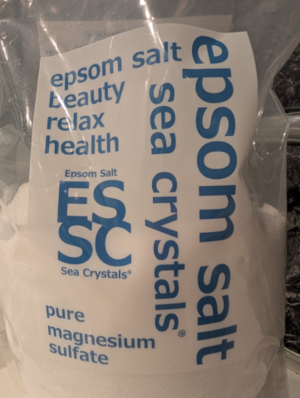 epsom salt
beauty
relax
health
Epsom Salt
ES
SC
Sea Crystals®
pure
magnesium
sulfate
epsom salt
sea crystals®